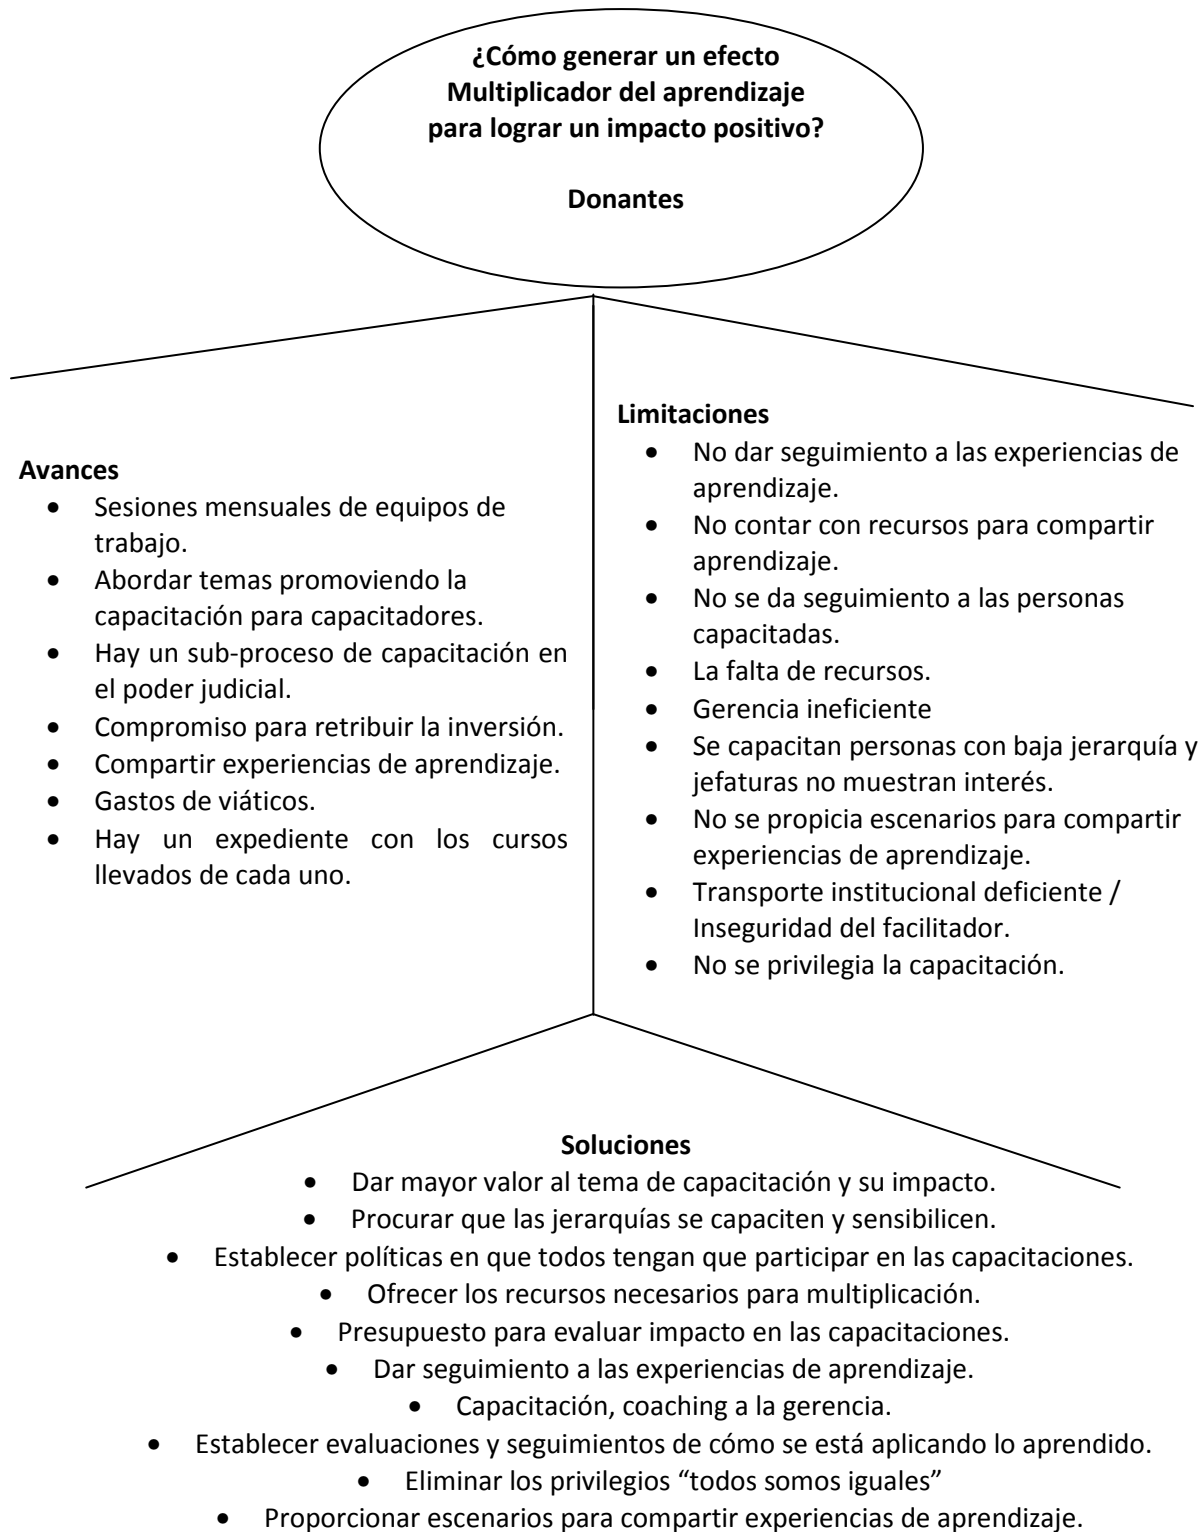 ¿Cómo generar un efecto
Multiplicador del aprendizaje
para lograr un impacto positivo?
Donantes
Avances
• Sesiones mensuales de equipos de
trabajo.
• Abordar temas promoviendo la
capacitación para capacitadores.
• Hay un sub-proceso de capacitación en
el poder judicial.
• Compromiso para retribuir la inversión.
• Compartir experiencias de aprendizaje.
• Gastos de viáticos.
• Hay un expediente con los cursos
llevados de cada uno.
Limitaciones
• No dar seguimiento a las experiencias de
aprendizaje.
• No contar con recursos para compartir
aprendizaje.
• No se da seguimiento a las personas
capacitadas.
• La falta de recursos.
• Gerencia ineficiente
• Se capacitan personas con baja jerarquía y
jefaturas no muestran interés.
• No se propicia escenarios para compartir
experiencias de aprendizaje.
• Transporte institucional deficiente /
Inseguridad del facilitador.
• No se privilegia la capacitación.
Soluciones
• Dar mayor valor al tema de capacitación y su impacto.
• Procurar que las jerarquías se capaciten y sensibilicen.
• Establecer políticas en que todos tengan que participar en las capacitaciones.
• Ofrecer los recursos necesarios para multiplicación.
• Presupuesto para evaluar impacto en las capacitaciones.
• Dar seguimiento a las experiencias de aprendizaje.
• Capacitación, coaching a la gerencia.
• Establecer evaluaciones y seguimientos de cómo se está aplicando lo aprendido.
• Eliminar los privilegios “todos somos iguales”
• Proporcionar escenarios para compartir experiencias de aprendizaje.